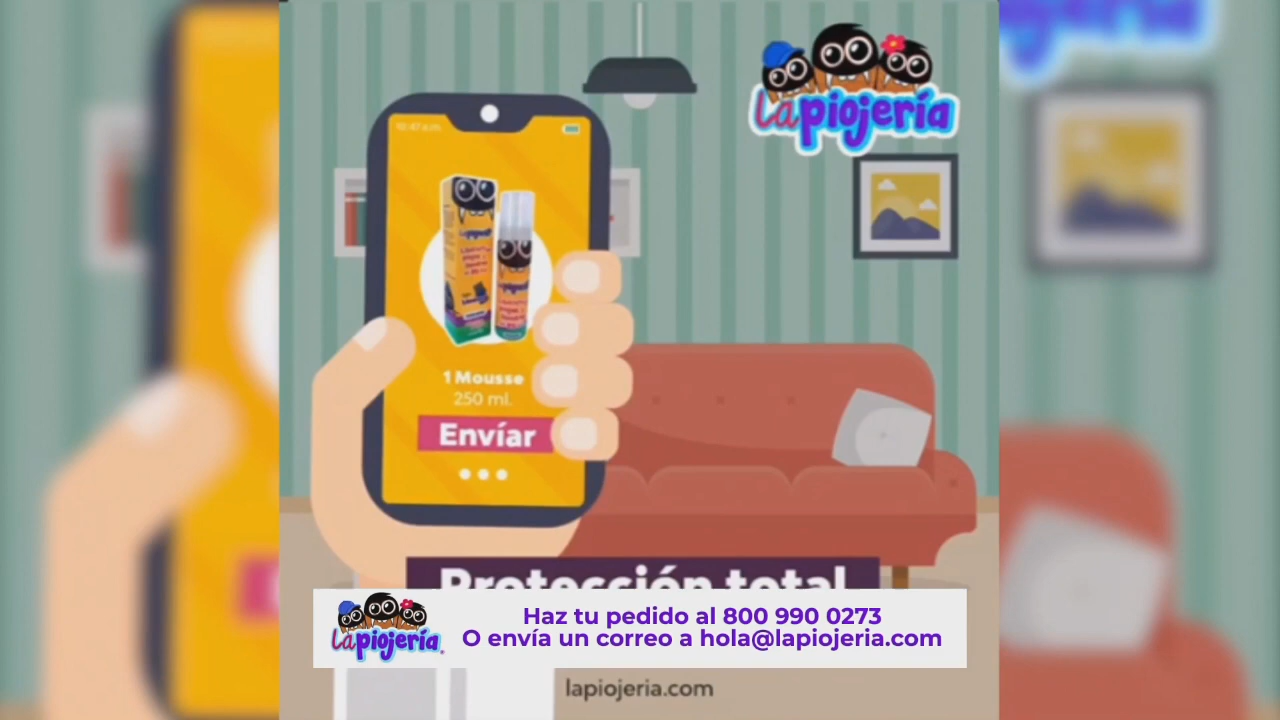 Lapiojería
1 Mousse
250 ml.
Envíar
Protección total
Lapiojería
Haz tu pedido al 800 990 0273
O envía un correo a hola@lapiojeria.com
lapiojeria.com